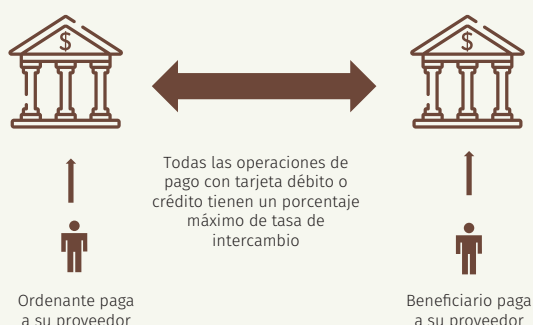 $
$
Todas las operaciones de
pago con tarjeta débito o
crédito tienen un porcentaje
máximo de tasa de
intercambio
Ordenante paga
a su proveedor
Beneficiario paga
a su proveedor